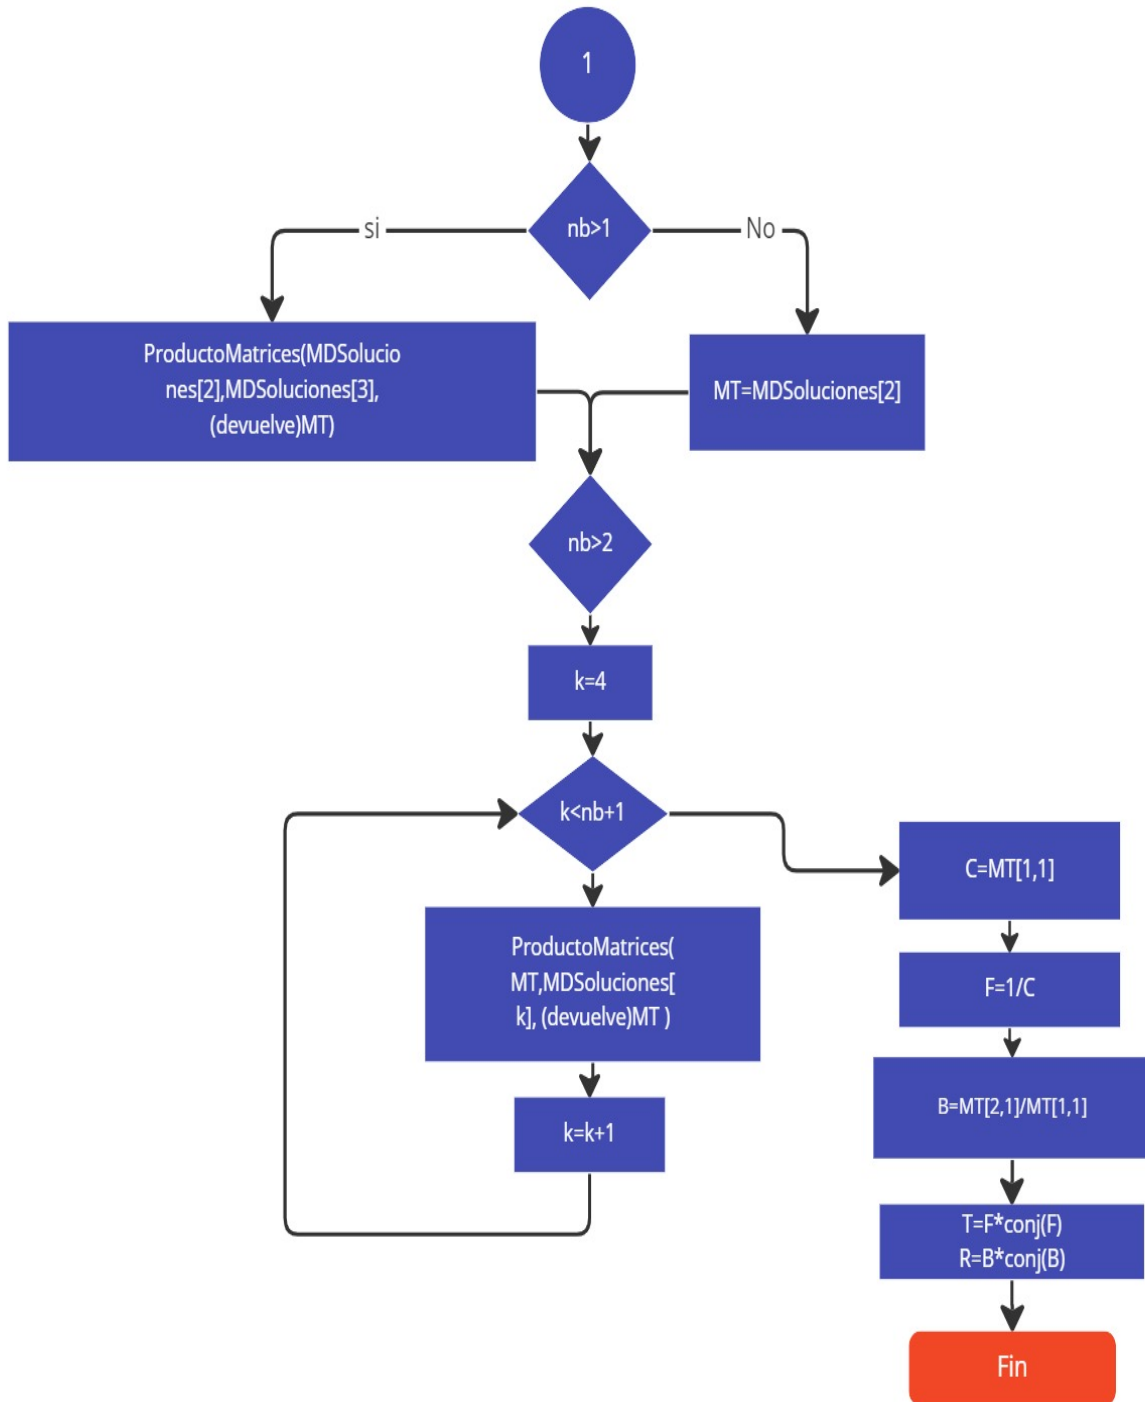 1
nb>1
si
No
ProductoMatrices(MDSolucio
nes[2],MDSoluciones[3],
(devuelve)MT)
MT=MDSoluciones[2]
nb>2
k=4
k<nb+1
ProductoMatrices(
MT,MDSoluciones[
k], (devuelve)MT )
k=k+1
C=MT[1,1]
F=1/C
B=MT[2,1]/MT[1,1]
T=F*conj(F)
R=B*conj(B)
Fin